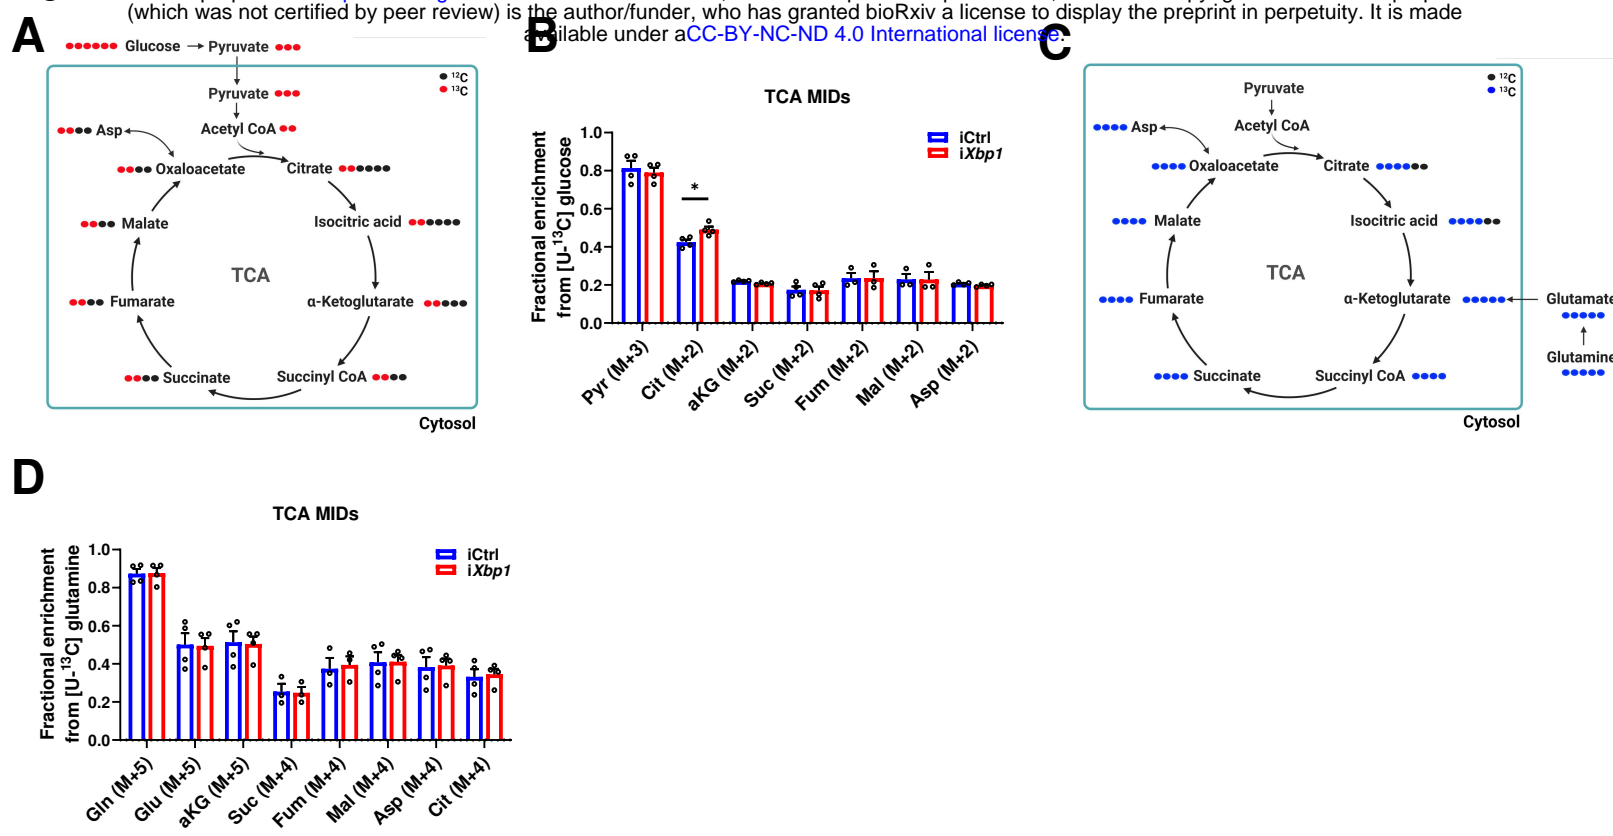 (which was not certified by peer review) is the author/funder, who has granted bioRxiv a license to display the preprint in perpetuity. It is made
available under aCC-BY-NC-ND 4.0 International license.
A
Glucose
Pyruvate
12C
13C
Pyruvate
Acetyl CoA
Asp
Oxaloacetate
Citrate
Malate
Isocitric acid
TCA
Fumarate
α-Ketoglutarate
Succinate
Succinyl CoA
Cytosol
B
TCA MIDs
Fractional enrichment
from [U-13C] glucose
1.0
0.8
0.6
0.4
0.2
0.0
iCtrl
iXbp1
*
Pyr (M+3)
Cit (M+2)
aKG (M+2)
Suc (M+2)
Fum (M+2)
Mal (M+2)
Asp (M+2)
C
12C
13C
Pyruvate
Acetyl CoA
Asp
Oxaloacetate
Citrate
Malate
Isocitric acid
TCA
Fumarate
α-Ketoglutarate
Glutamate
Glutamine
Succinate
Succinyl CoA
Cytosol
D
TCA MIDs
Fractional enrichment
from [U-13C] glutamine
1.0
0.8
0.6
0.4
0.2
0.0
iCtrl
iXbp1
Gln (M+5)
Glu (M+5)
aKG (M+5)
Suc (M+4)
Fum (M+4)
Mal (M+4)
Asp (M+4)
Cit (M+4)